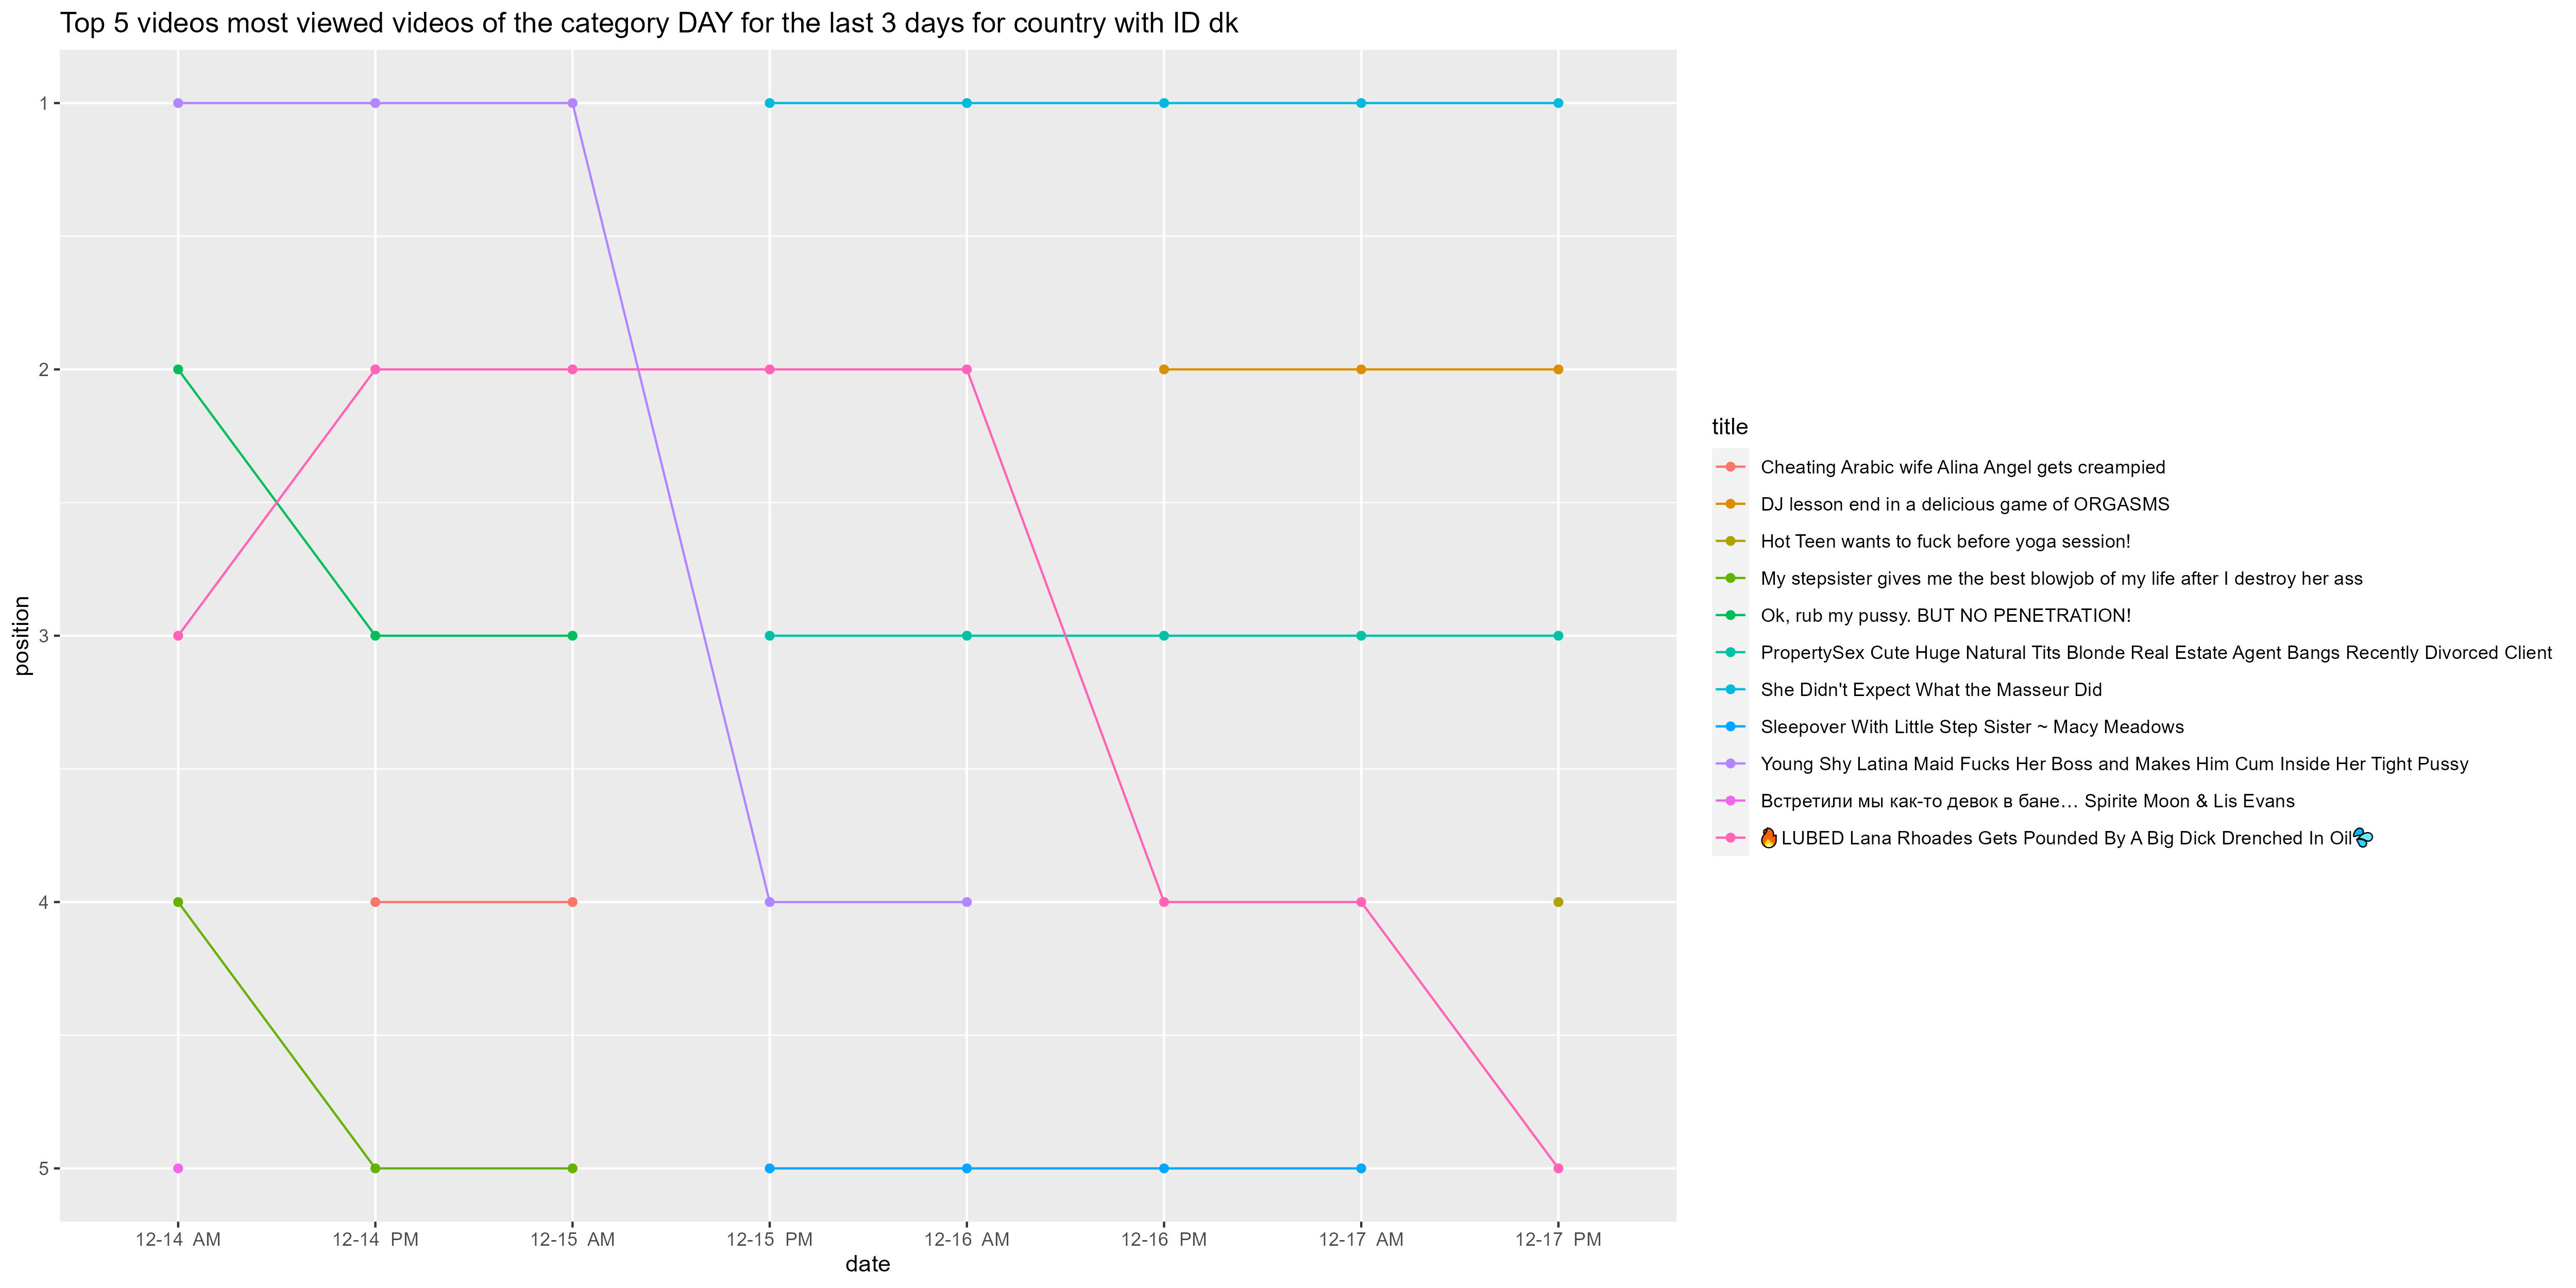 Top 5 videos most viewed videos of the category DAY for the last 3 days for country with ID dk
position
1
2
3
4
5
12-14 AM
12-14 PM
12-15 AM
12-15 PM
12-16 AM
12-16 PM
12-17 AM
12-17 PM
date
title
Cheating Arabic wife Alina Angel gets creampied
DJ lesson end in a delicious game of ORGASMS
Hot Teen wants to fuck before yoga session!
My stepsister gives me the best blowjob of my life after I destroy her ass
Ok, rub my pussy. BUT NO PENETRATION!
PropertySex Cute Huge Natural Tits Blonde Real Estate Agent Bangs Recently Divorced Client
She Didn't Expect What the Masseur Did
Sleepover With Little Step Sister ~ Macy Meadows
Young Shy Latina Maid Fucks Her Boss and Makes Him Cum Inside Her Tight Pussy
Встретили мы как-то девок в бане… Spirite Moon & Lis Evans
🔥LUBED Lana Rhoades Gets Pounded By A Big Dick Drenched In Oil💦